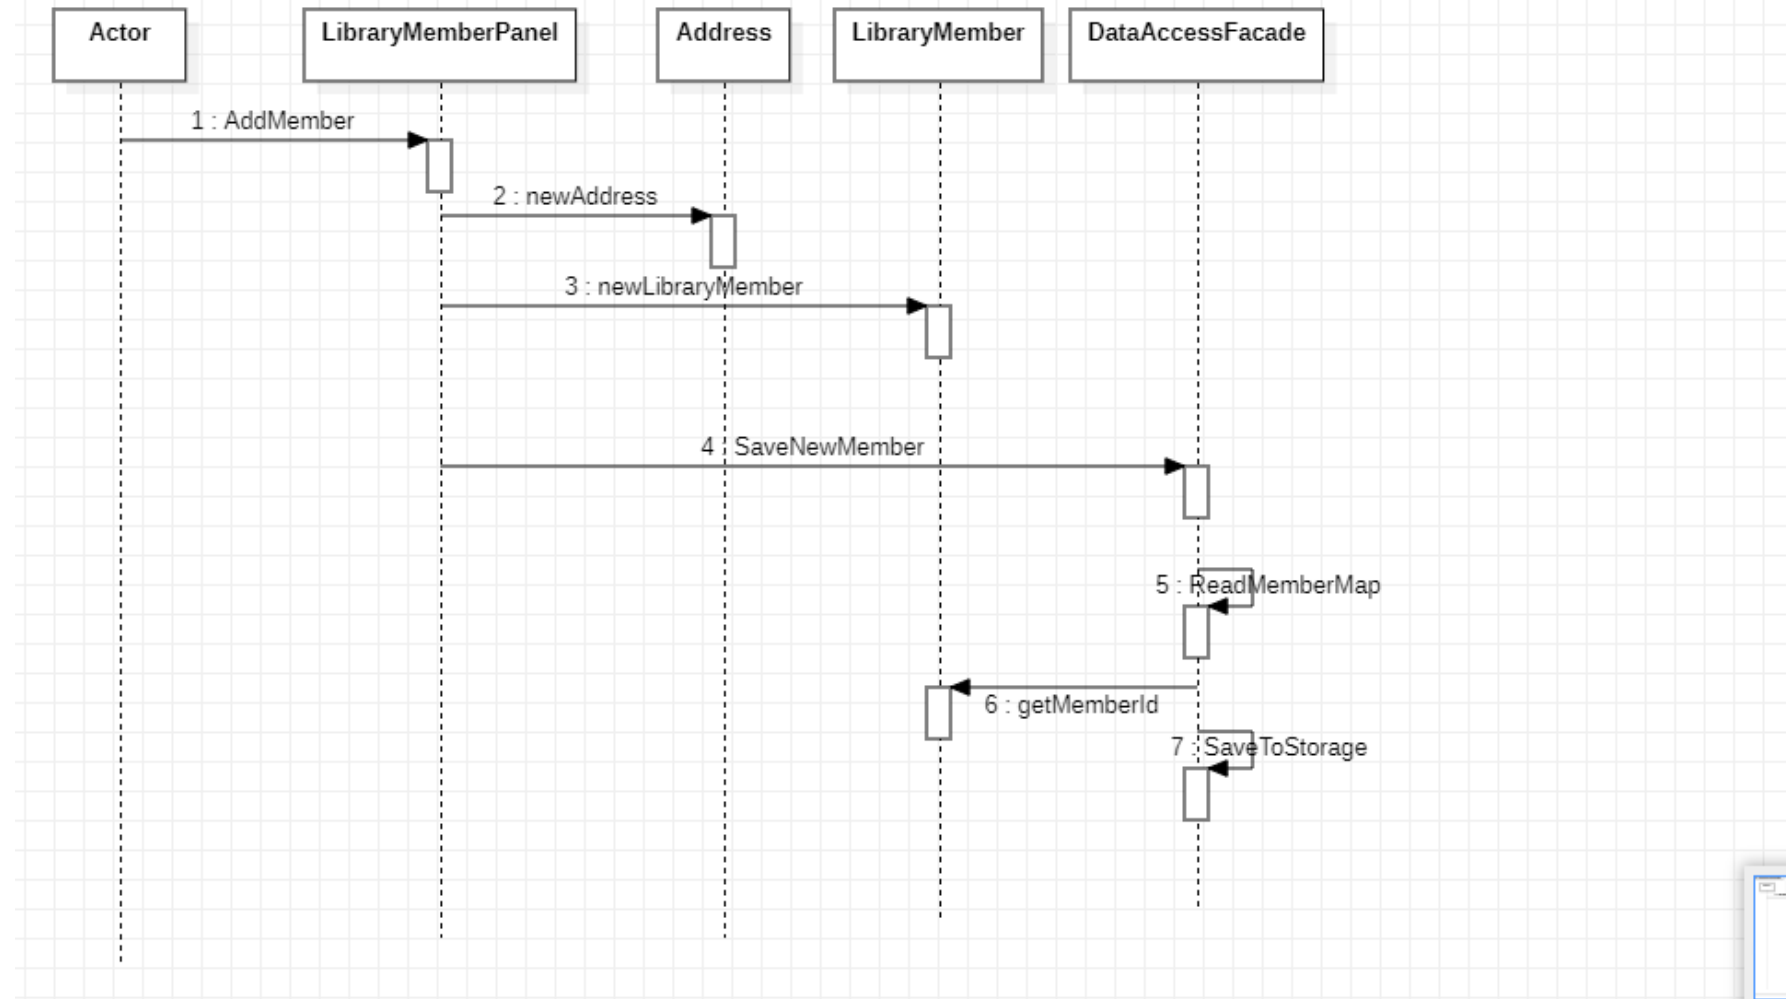 Actor
LibraryMemberPanel
Address
LibraryMember
DataAccessFacade
1 : AddMember
2 : newAddress
3 : newLibraryMember
4 : SaveNewMember
5 : ReadMemberMap
6 : getMemberId
7 : SaveToStorage